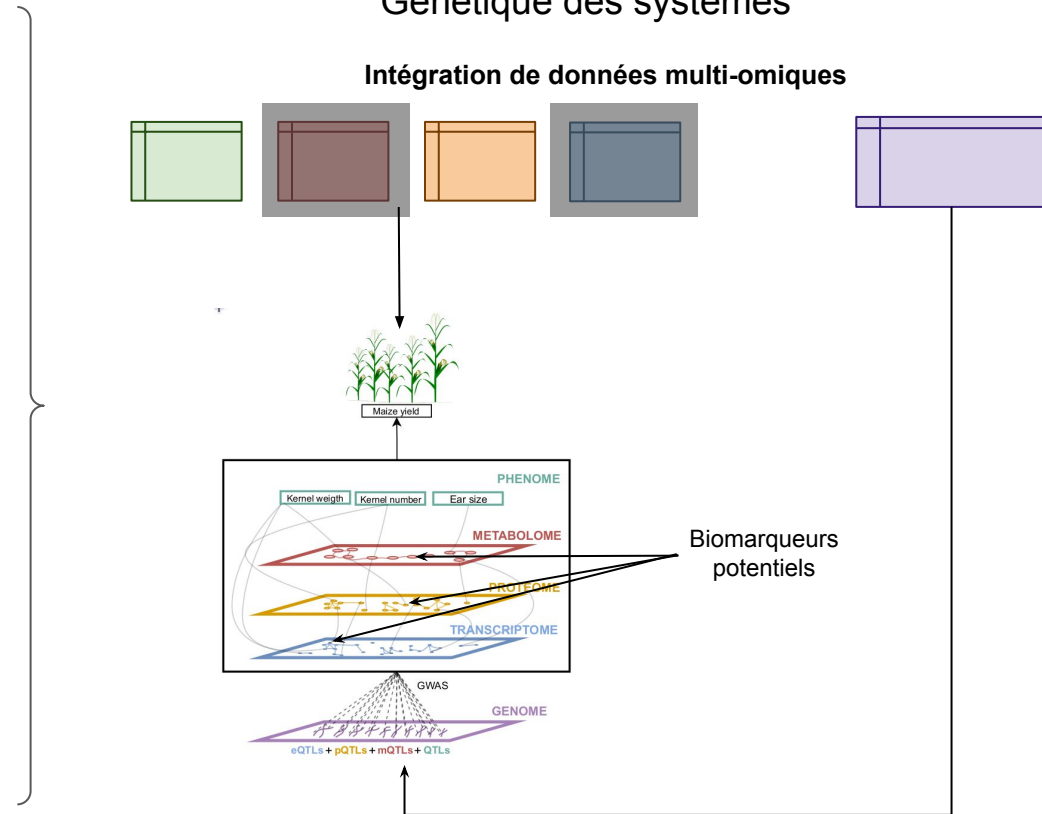 Génétique des systèmes
Intégration de données multi-omiques
Maize yield
PHENOME
Kernel weigth
Kernel number
Ear size
METABOLOME
Biomarqueurs
potentiels
PROTEOME
TRANSCRIPTOME
GWAS
GENOME
eQTLs + pQTLs + mQTLs + QTLs